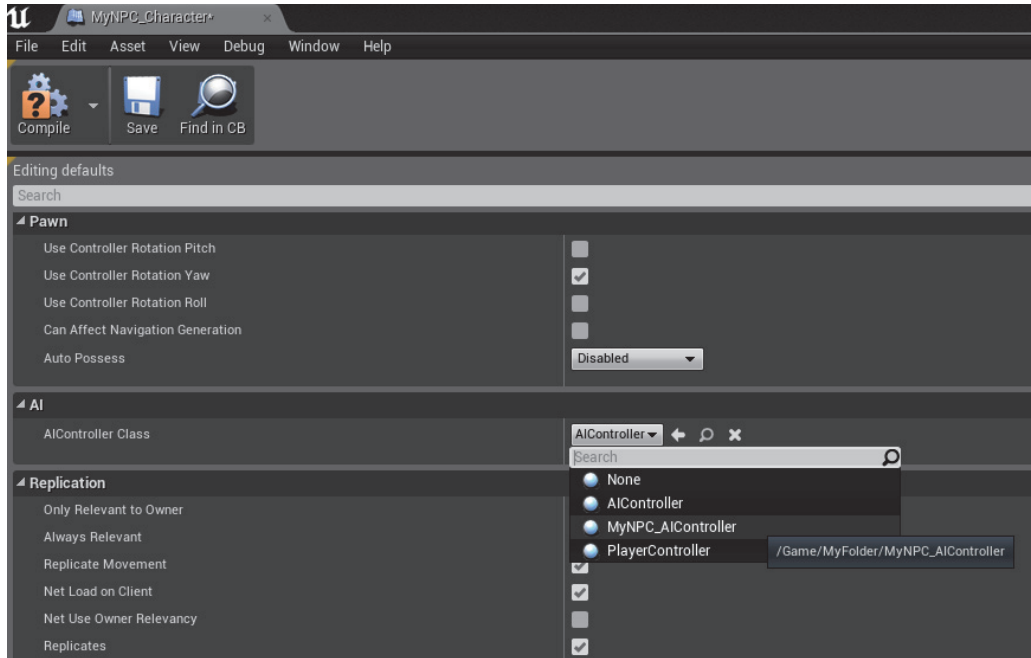 MyNPC_Character*
File Edit Asset View Debug Window Help
Compile Save Find in CB
Editing defaults
Search
Pawn
Use Controller Rotation Pitch
Use Controller Rotation Yaw
Use Controller Rotation Roll
Can Affect Navigation Generation
Auto Possess Disabled
AI
AIController Class AIController
Search
None
AIController
MyNPC_AIController
PlayerController /Game/MyFolder/MyNPC_AIController
Replication
Only Relevant to Owner
Always Relevant
Replicate Movement
Net Load on Client
Net Use Owner Relevancy
Replicates